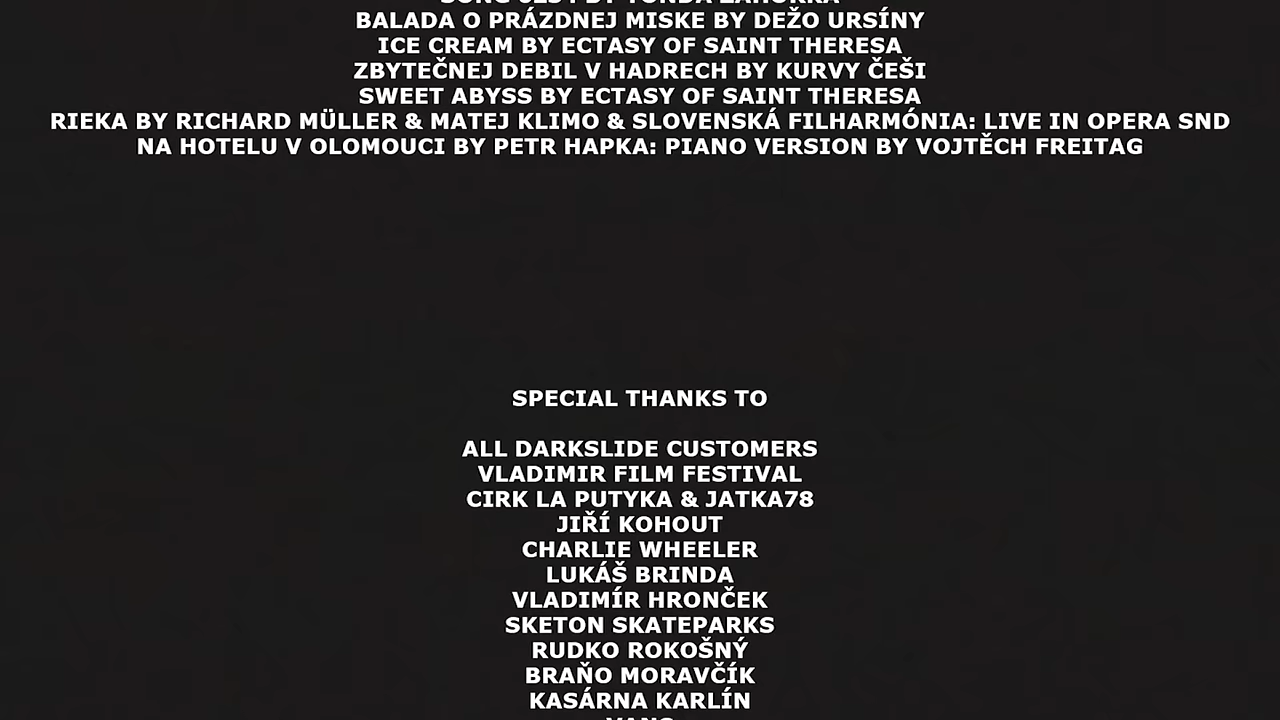 BALADA O PRÁZDNEJ MISKE BY DEŽO URSÍNY
ICE CREAM BY ECTASY OF SAINT THERESA
ZBYTEČNEJ DEBIL V HADRECH BY KURVY ČEŠI
SWEET ABYSS BY ECTASY OF SAINT THERESA
RIEKA BY RICHARD MÜLLER & MATEJ KLIMO & SLOVENSKÁ FILHARMÓNIA: LIVE IN OPERA SND
NA HOTELU V OLOMOUCI BY PETR HAPKA: PIANO VERSION BY VOJTĚCH FREITAG
SPECIAL THANKS TO
ALL DARKSLIDE CUSTOMERS
VLADIMIR FILM FESTIVAL
CIRK LA PUTYKA & JATKA78
JIŘÍ KOHOUT
CHARLIE WHEELER
LUKÁŠ BRINDA
VLADIMÍR HRONČEK
SKETON SKATEPARKS
RUDKO ROKOŠNÝ
BRAŇO MORAVČÍK
KASÁRNA KARLÍN